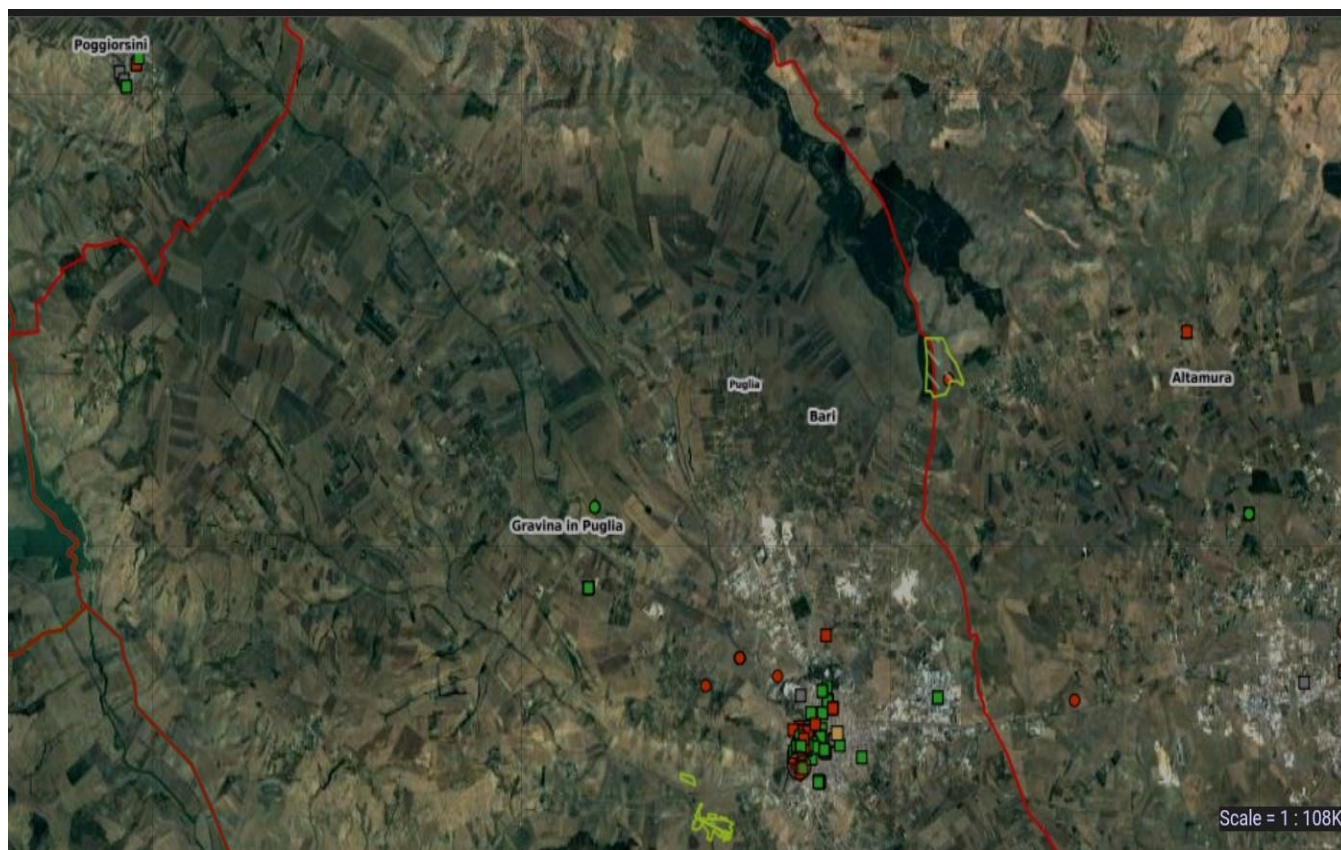 Poggiorsini
Altamura
Puglia
Bari
Gravina in Puglia
Scale = 1 : 108K